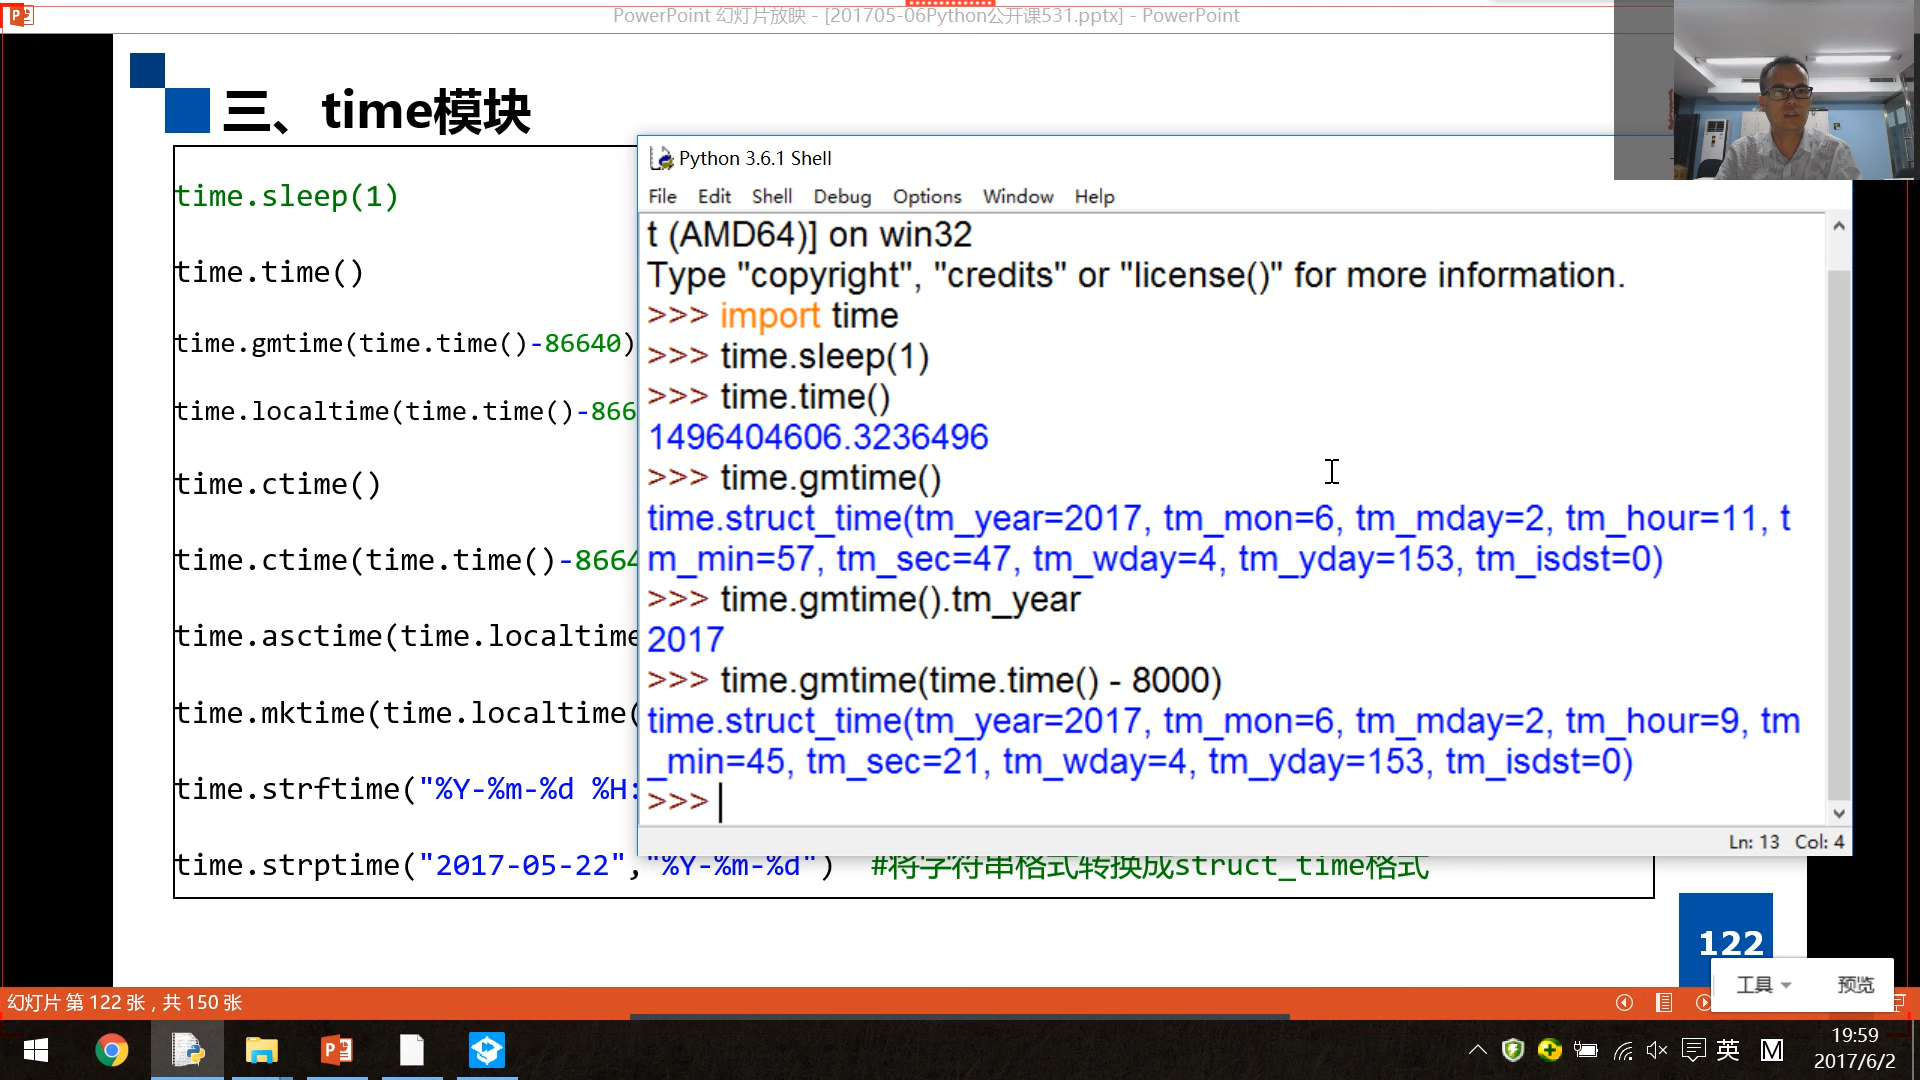 PowerPoint 幻灯片放映 - [201705-06Python公开课531.pptx] - PowerPoint
三、time模块
time.sleep(1)
time.time()
time.gmtime(time.time()-86640)
time.localtime(time.time()-866
time.ctime()
time.ctime(time.time()-8664
time.asctime(time.localtime
time.mktime(time.localtime(
time.strftime("%Y-%m-%d %H:
time.strptime("2017-05-22","%Y-%m-%d") #将字符串格式转换成struct_time格式
Python 3.6.1 Shell
File Edit Shell Debug Options Window Help
t (AMD64)] on win32
Type "copyright", "credits" or "license()" for more information.
>>> import time
>>> time.sleep(1)
>>> time.time()
1496404606.3236496
>>> time.gmtime()
time.struct_time(tm_year=2017, tm_mon=6, tm_mday=2, tm_hour=11, t
m_min=57, tm_sec=47, tm_wday=4, tm_yday=153, tm_isdst=0)
>>> time.gmtime().tm_year
2017
>>> time.gmtime(time.time() - 8000)
time.struct_time(tm_year=2017, tm_mon=6, tm_mday=2, tm_hour=9, tm
_min=45, tm_sec=21, tm_wday=4, tm_yday=153, tm_isdst=0)
>>>
Ln: 13 Col: 4
122
工具 预览
幻灯片 第 122 张 , 共 150 张
英
M
19:59
2017/6/2